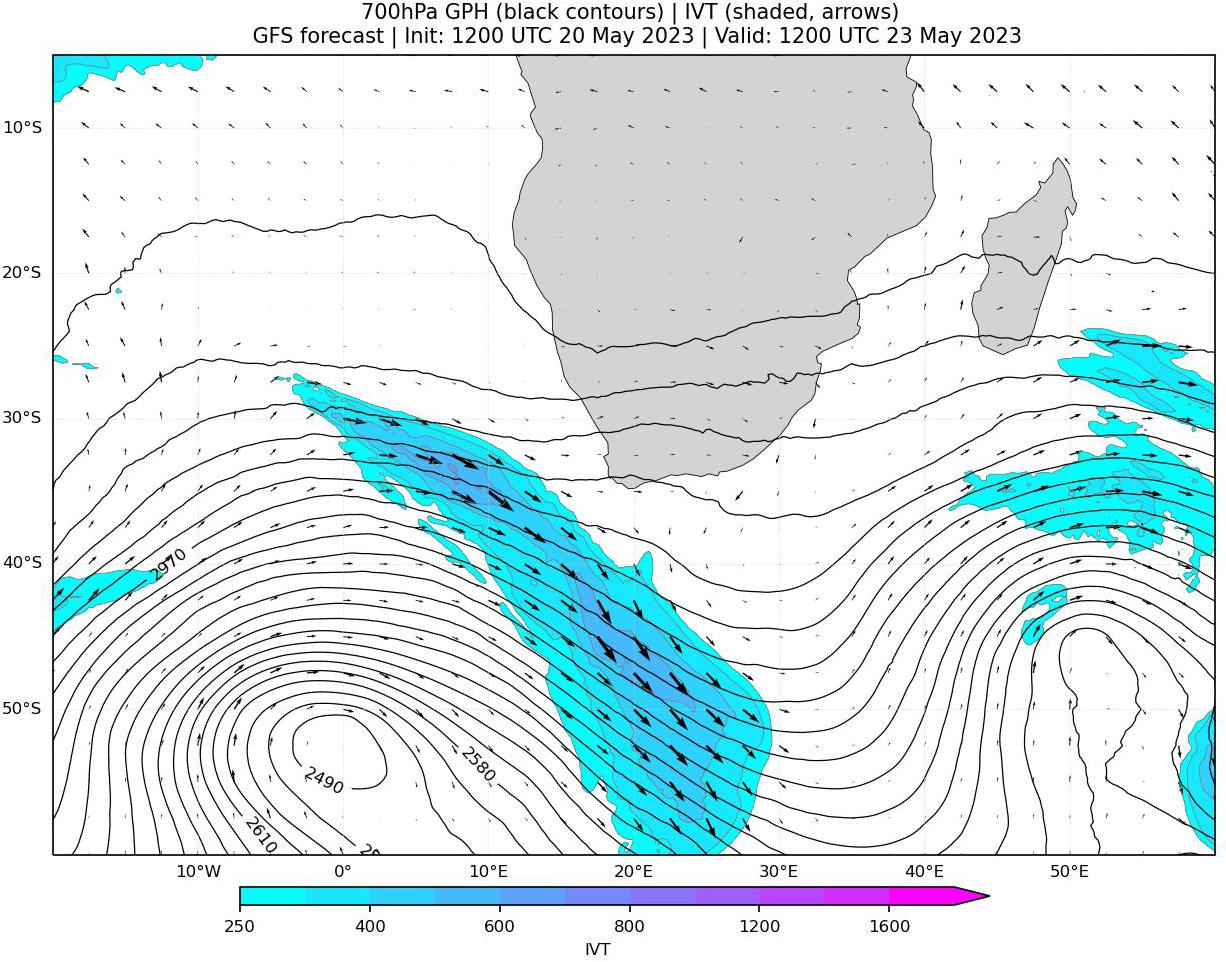 700hPa GPH (black contours) | IVT (shaded, arrows)
GFS forecast | Init: 1200 UTC 20 May 2023 | Valid: 1200 UTC 23 May 2023
10°S
20°S
30°S
40°S
50°S
2970
2580
2490
2610
10°W 0° 10°E 20°E 30°E 40°E 50°E
250 400 600 800 1200 1600
IVT